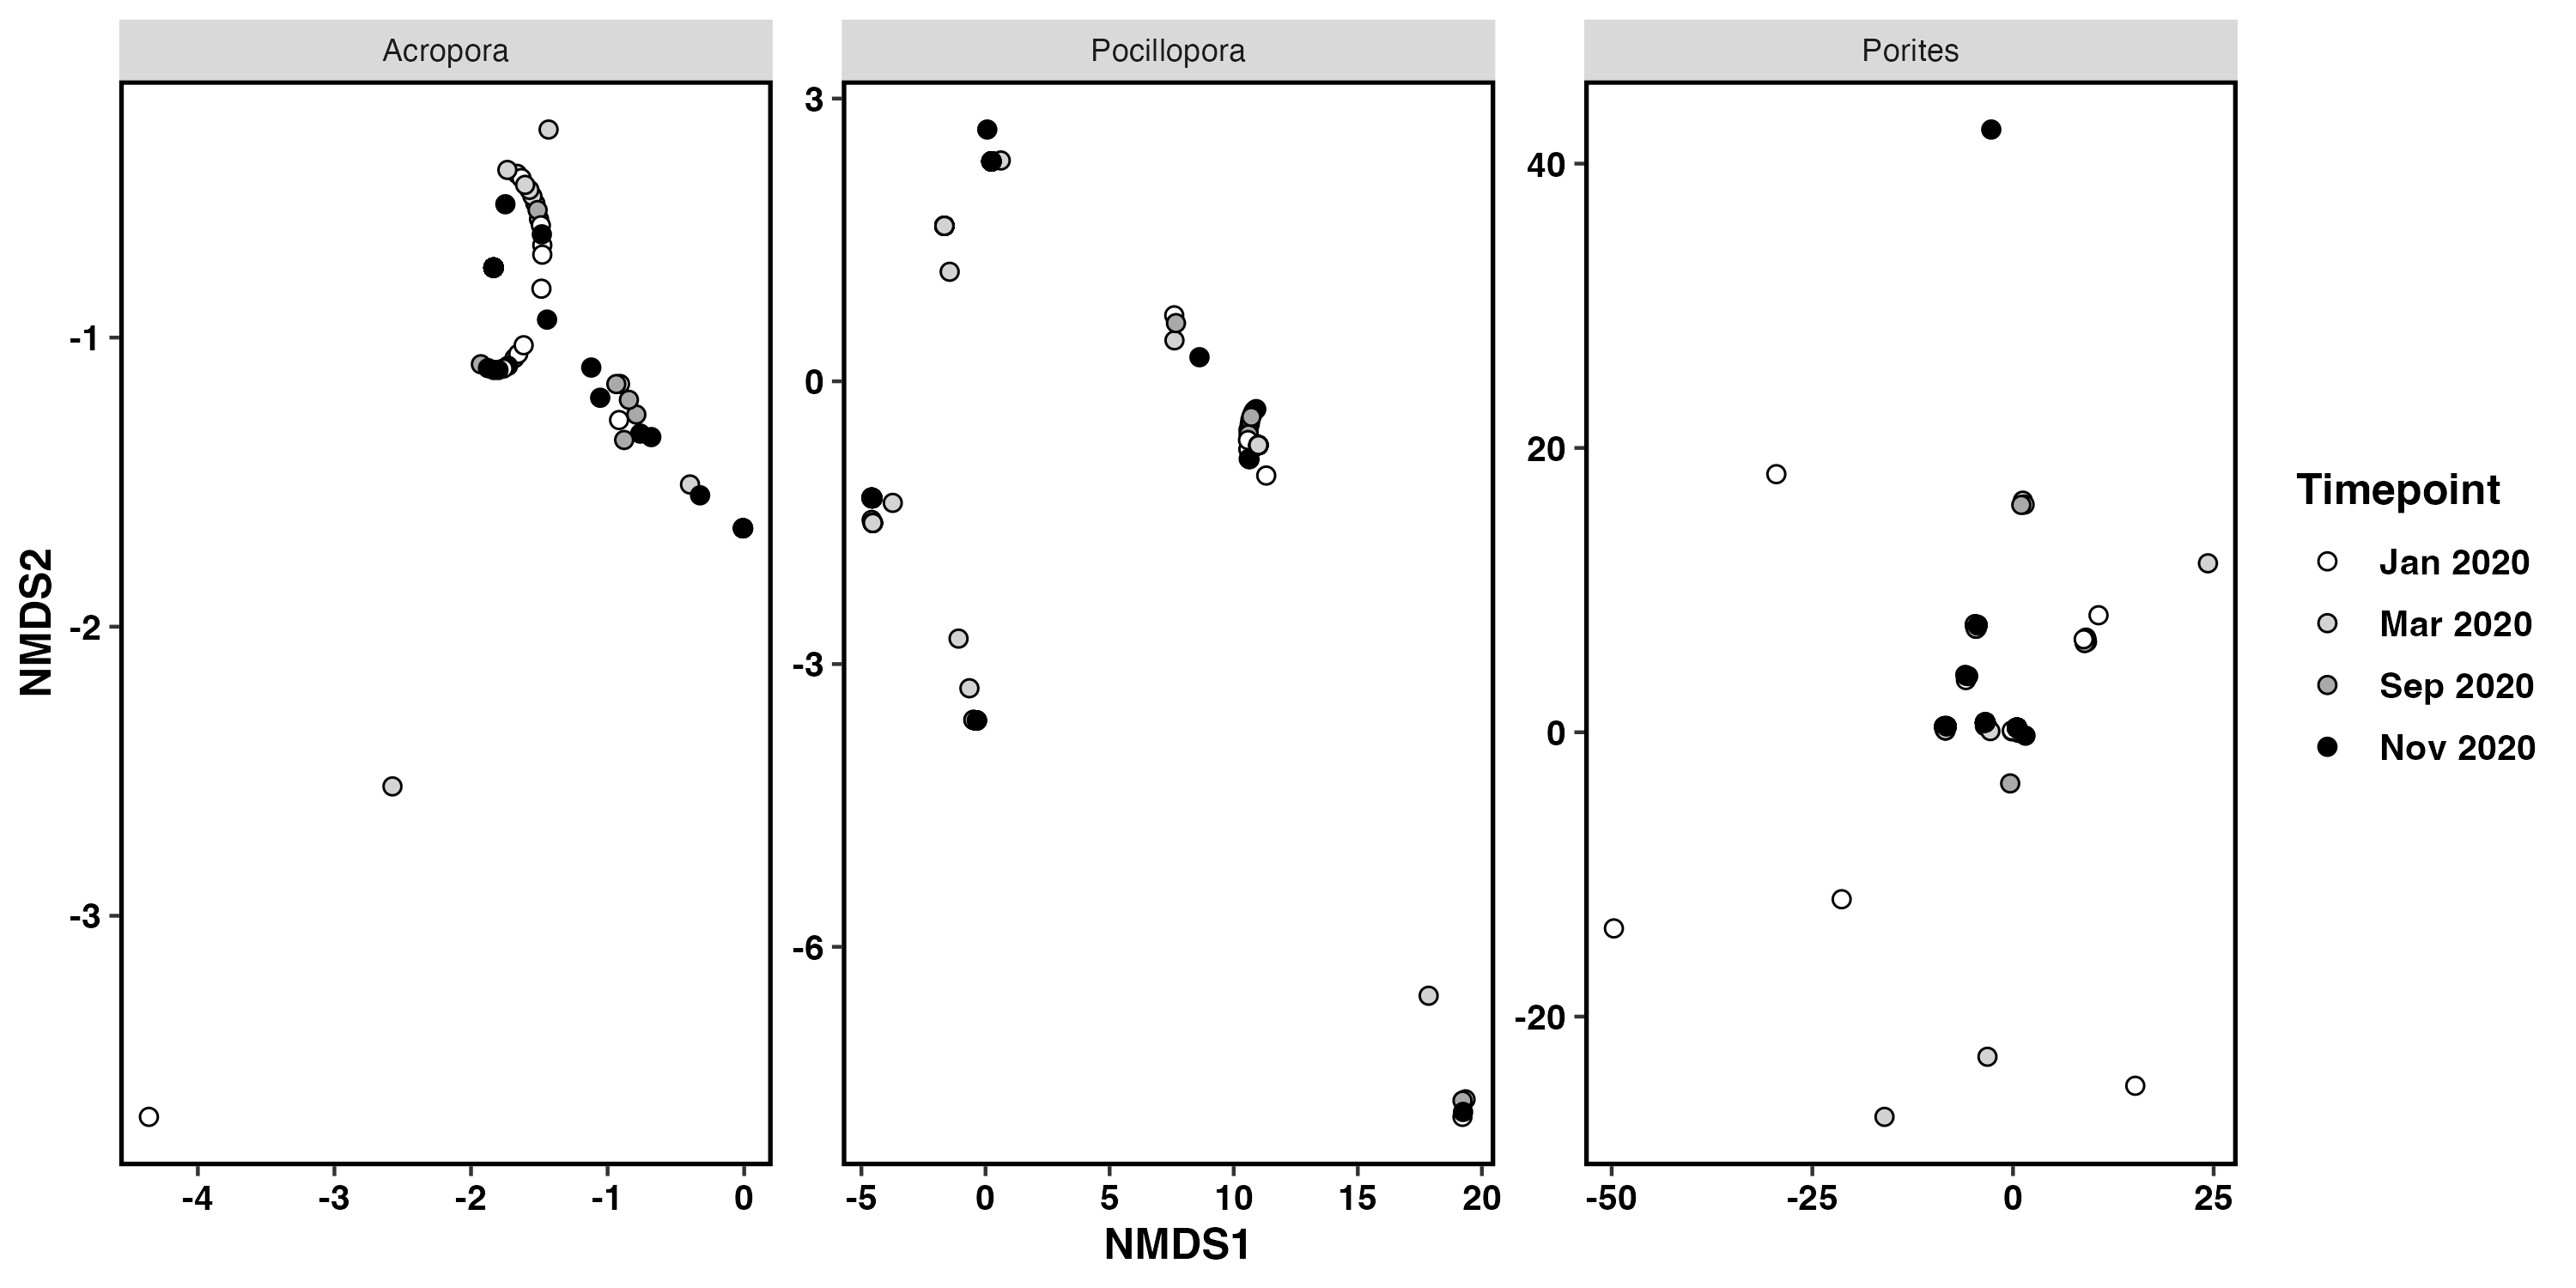 Acropora
Pocillopora
Porites
NMDS2
-1
-2
-3
3
0
-3
-6
40
20
0
-20
-4 -3 -2 -1 0
-5 0 5 10 15 20
-50 -25 0 25
NMDS1
Timepoint
Jan 2020
Mar 2020
Sep 2020
Nov 2020